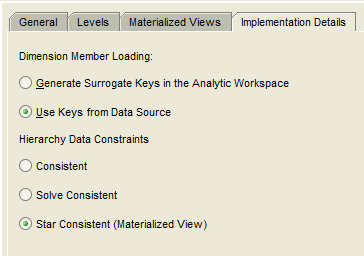 General Levels Materialized Views Implementation Details
Dimension Member Loading:
Generate Surrogate Keys in the Analytic Workspace
Use Keys from Data Source
Hierarchy Data Constraints
Consistent
Solve Consistent
Star Consistent (Materialized View)